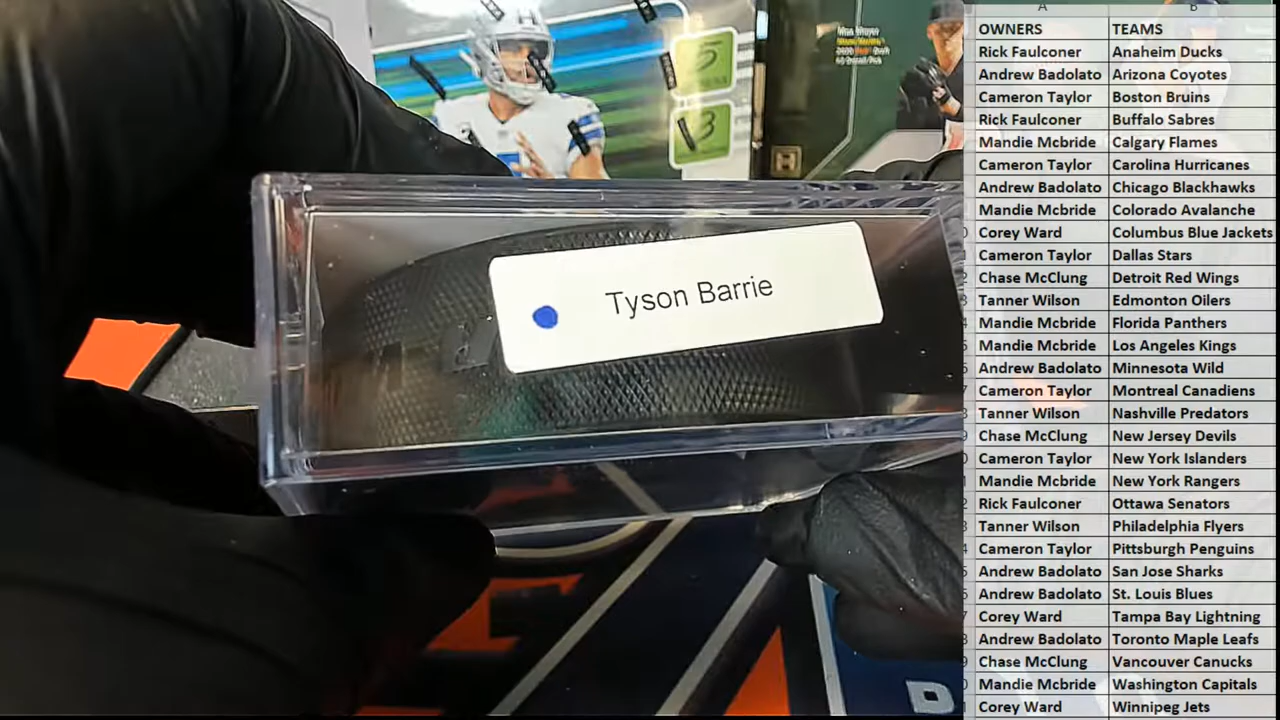 5
3
H
Tyson Barrie
D
A B
OWNERS TEAMS
Rick Faulconer Anaheim Ducks
Andrew Badolato Arizona Coyotes
Cameron Taylor Boston Bruins
Rick Faulconer Buffalo Sabres
Mandie Mcbride Calgary Flames
Cameron Taylor Carolina Hurricanes
Andrew Badolato Chicago Blackhawks
Mandie Mcbride Colorado Avalanche
Corey Ward Columbus Blue Jackets
Cameron Taylor Dallas Stars
Chase McClung Detroit Red Wings
Tanner Wilson Edmonton Oilers
Mandie Mcbride Florida Panthers
Mandie Mcbride Los Angeles Kings
Andrew Badolato Minnesota Wild
Cameron Taylor Montreal Canadiens
Tanner Wilson Nashville Predators
Chase McClung New Jersey Devils
Cameron Taylor New York Islanders
Mandie Mcbride New York Rangers
Rick Faulconer Ottawa Senators
Tanner Wilson Philadelphia Flyers
Cameron Taylor Pittsburgh Penguins
Andrew Badolato San Jose Sharks
Andrew Badolato St. Louis Blues
Corey Ward Tampa Bay Lightning
Andrew Badolato Toronto Maple Leafs
Chase McClung Vancouver Canucks
Mandie Mcbride Washington Capitals
Corey Ward Winnipeg Jets